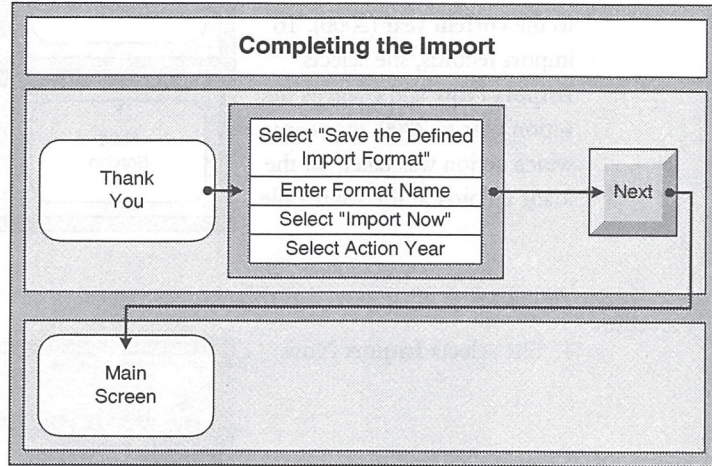 Completing the Import
Thank
You
Select "Save the Defined
Import Format"
Enter Format Name
Select "Import Now"
Select Action Year
Next
Main
Screen